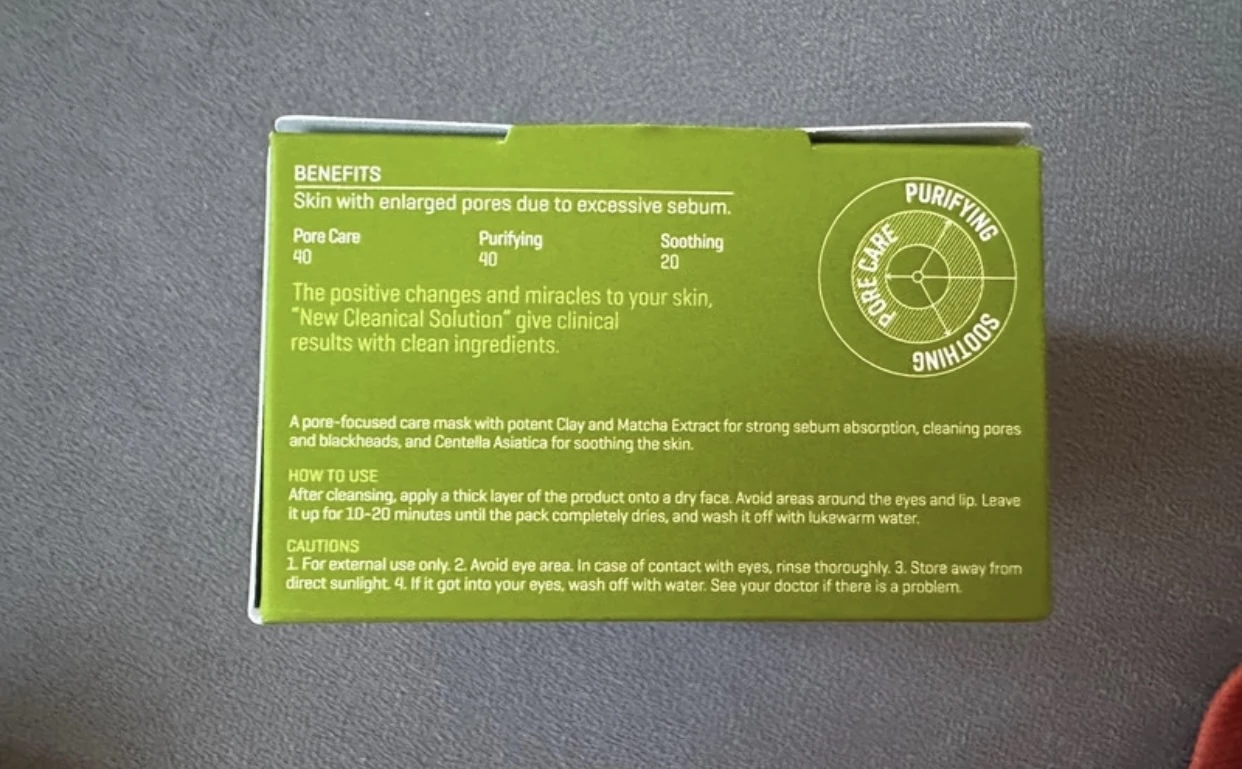 BENEFITS
Skin with enlarged pores due to excessive sebum.
Pore Care Purifying Soothing
40 40 20
The positive changes and miracles to your skin,
"New Cleanical Solution" give clinical
results with clean ingredients.
PURIFYING
PORE CARE
SOOTHING
A pore-focused care mask with potent Clay and Matcha Extract for strong sebum absorption, cleaning pores
and blackheads, and Centella Asiatica for soothing the skin.
HOW TO USE
After cleansing, apply a thick layer of the product onto a dry face. Avoid areas around the eyes and lip. Leave
it up for 10-20 minutes until the pack completely dries, and wash it off with lukewarm water.
CAUTIONS
1. For external use only. 2. Avoid eye area. In case of contact with eyes, rinse thoroughly. 3. Store away from
direct sunlight. 4. If it got into your eyes, wash off with water. See your doctor if there is a problem.